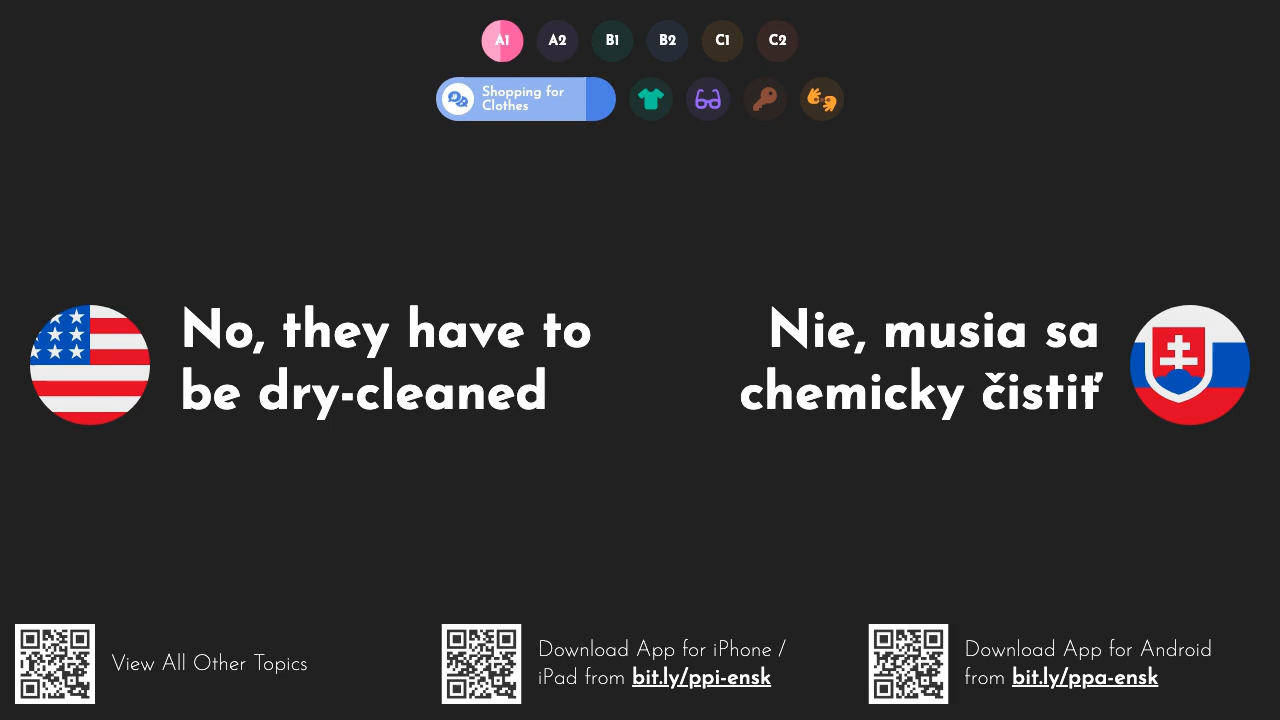 A1 A2 B1 B2 C1 C2
Shopping for
Clothes
No, they have to
be dry-cleaned
Nie, musia sa
chemicky čistiť
View All Other Topics
Download App for iPhone /
iPad from bit.ly/ppi-ensk
Download App for Android
from bit.ly/ppa-ensk